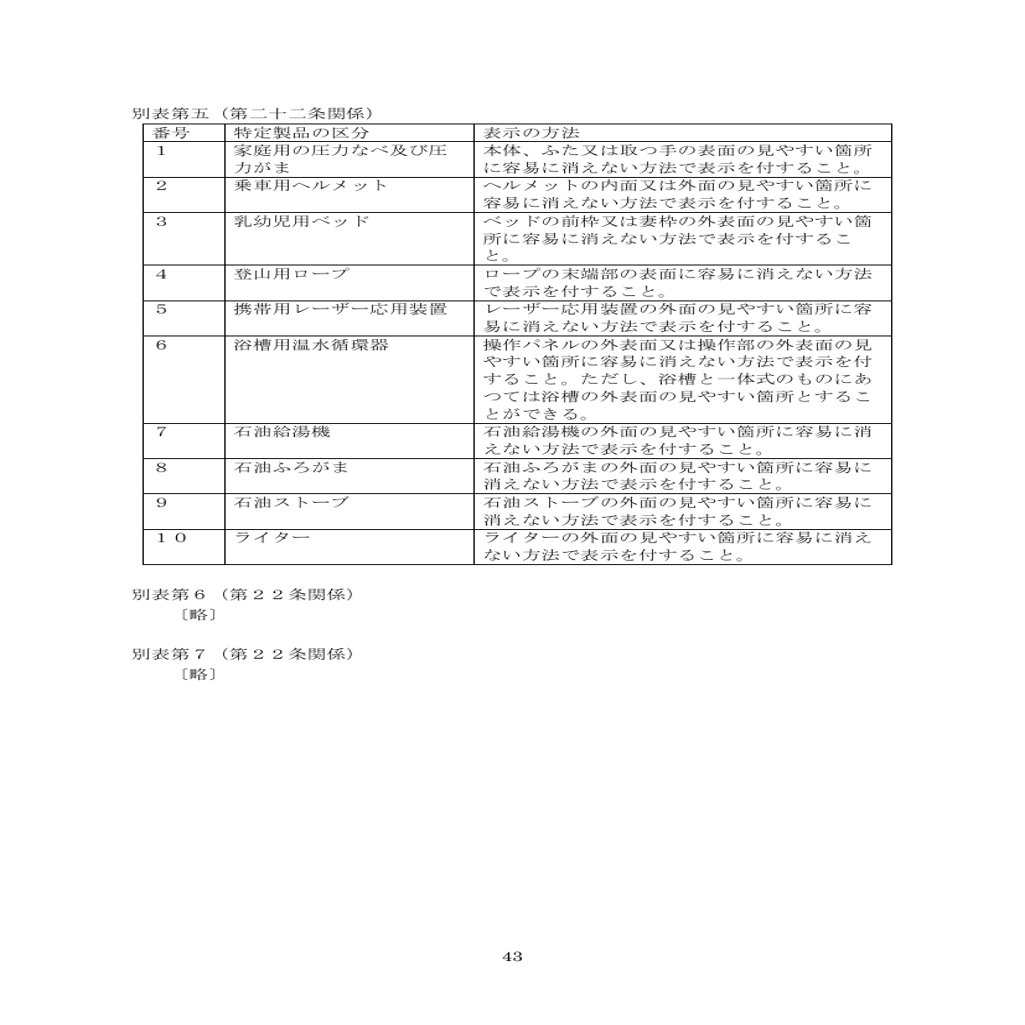 別表第五（第二十二条関係）
番号 特定製品の区分 表示の方法
１ 家庭用の圧力なべ及び圧 本体、ふた又は取つ手の表面の見やすい箇所
力がま に容易に消えない方法で表示を付すること。
２ 乗車用ヘルメット ヘルメットの内面又は外面の見やすい箇所に
容易に消えない方法で表示を付すること。
３ 乳幼児用ベッド ベッドの前枠又は妻枠の外表面の見やすい箇
所に容易に消えない方法で表示を付するこ
と。
４ 登山用ロープ ロープの末端部の表面に容易に消えない方法
で表示を付すること。
５ 携帯用レーザー応用装置 レーザー応用装置の外面の見やすい箇所に容
易に消えない方法で表示を付すること。
６ 浴槽用温水循環器 操作パネルの外表面又は操作部の外表面の見
やすい箇所に容易に消えない方法で表示を付
すること。ただし、浴槽と一体式のものにあ
つては浴槽の外表面の見やすい箇所とするこ
とができる。
７ 石油給湯機 石油給湯機の外面の見やすい箇所に容易に消
えない方法で表示を付すること。
８ 石油ふろがま 石油ふろがまの外面の見やすい箇所に容易に
消えない方法で表示を付すること。
９ 石油ストーブ 石油ストーブの外面の見やすい箇所に容易に
消えない方法で表示を付すること。
１０ ライター ライターの外面の見やすい箇所に容易に消え
ない方法で表示を付すること。
別表第６（第２２条関係）
〔略〕
別表第７（第２２条関係）
〔略〕
43